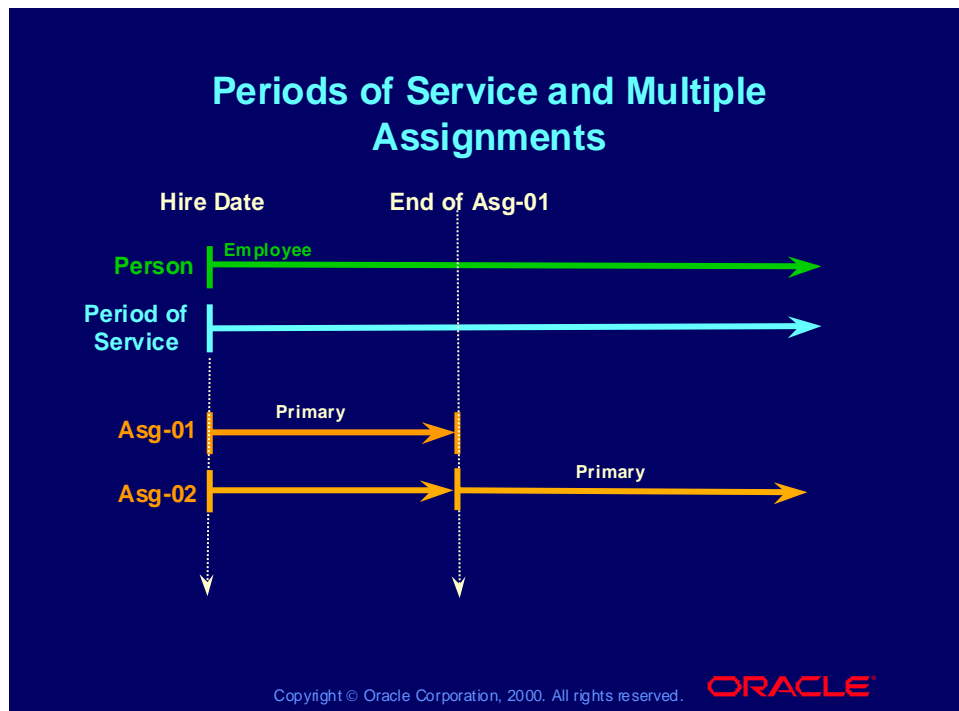 Periods of Service and Multiple
Assignments
Hire Date
End of Asg-01
Employee
Person
Period of
Service
Primary
Asg-01
Primary
Asg-02
Copyright © Oracle Corporation, 2000. All rights reserved.
ORACLE®